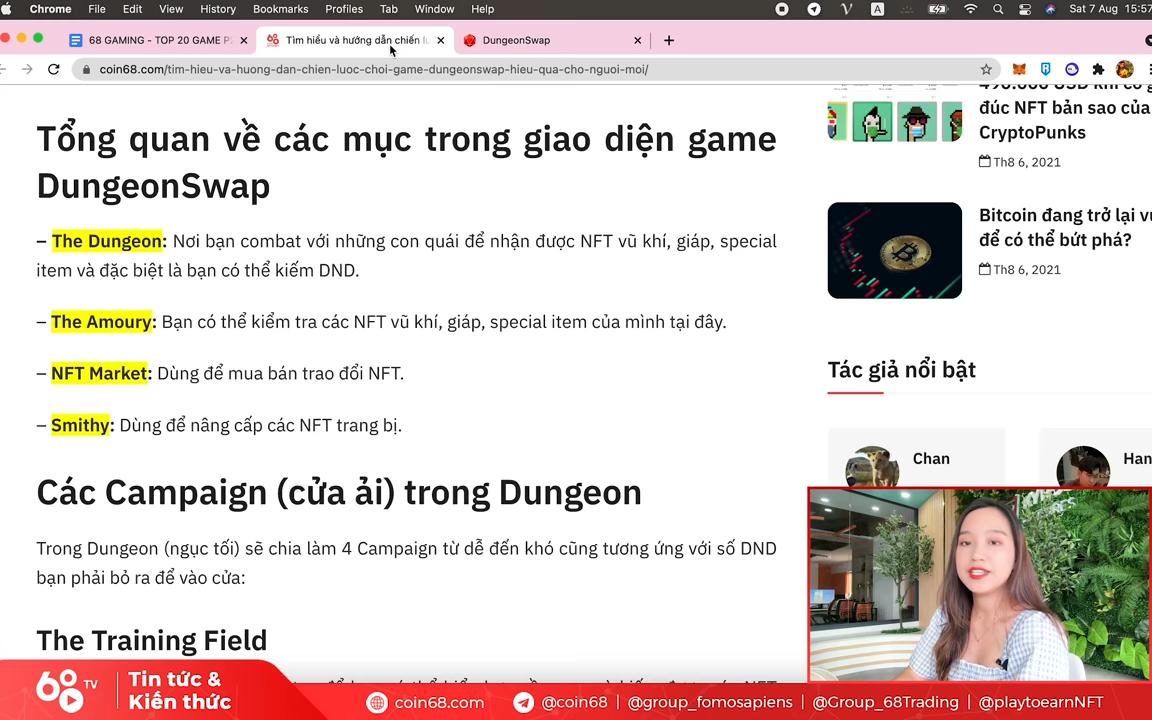 Chrome File Edit View History Bookmarks Profiles Tab Window Help
Sat 7 Aug 15:57
68 GAMING - TOP 20 GAME P2
Tìm hiểu và hướng dẫn chiến lu
DungeonSwap
coin68.com/tim-hieu-va-huong-dan-chien-luoc-choi-game-dungeonswap-hieu-qua-cho-nguoi-moi/
Tổng quan về các mục trong giao diện game
DungeonSwap
– The Dungeon: Nơi bạn combat với những con quái để nhận được NFT vũ khí, giáp, special
item và đặc biệt là bạn có thể kiếm DND.
– The Amoury: Bạn có thể kiểm tra các NFT vũ khí, giáp, special item của mình tại đây.
– NFT Market: Dùng để mua bán trao đổi NFT.
– Smithy: Dùng để nâng cấp các NFT trang bị.
Các Campaign (cửa ải) trong Dungeon
Trong Dungeon (ngục tối) sẽ chia làm 4 Campaign từ dễ đến khó cũng tương ứng với số DND
bạn phải bỏ ra để vào cửa:
The Training Field
490.000 USD khi có g
đúc NFT bản sao của
CryptoPunks
Th8 6, 2021
Bitcoin đang trở lại vù
để có thể bứt phá?
Th8 6, 2021
Tác giả nổi bật
Chan
Han
68 TV
Tin tức &
Kiến thức
coin68.com
@coin68 | @group_fomosapiens | @Group_68Trading | @playtoearnNFT